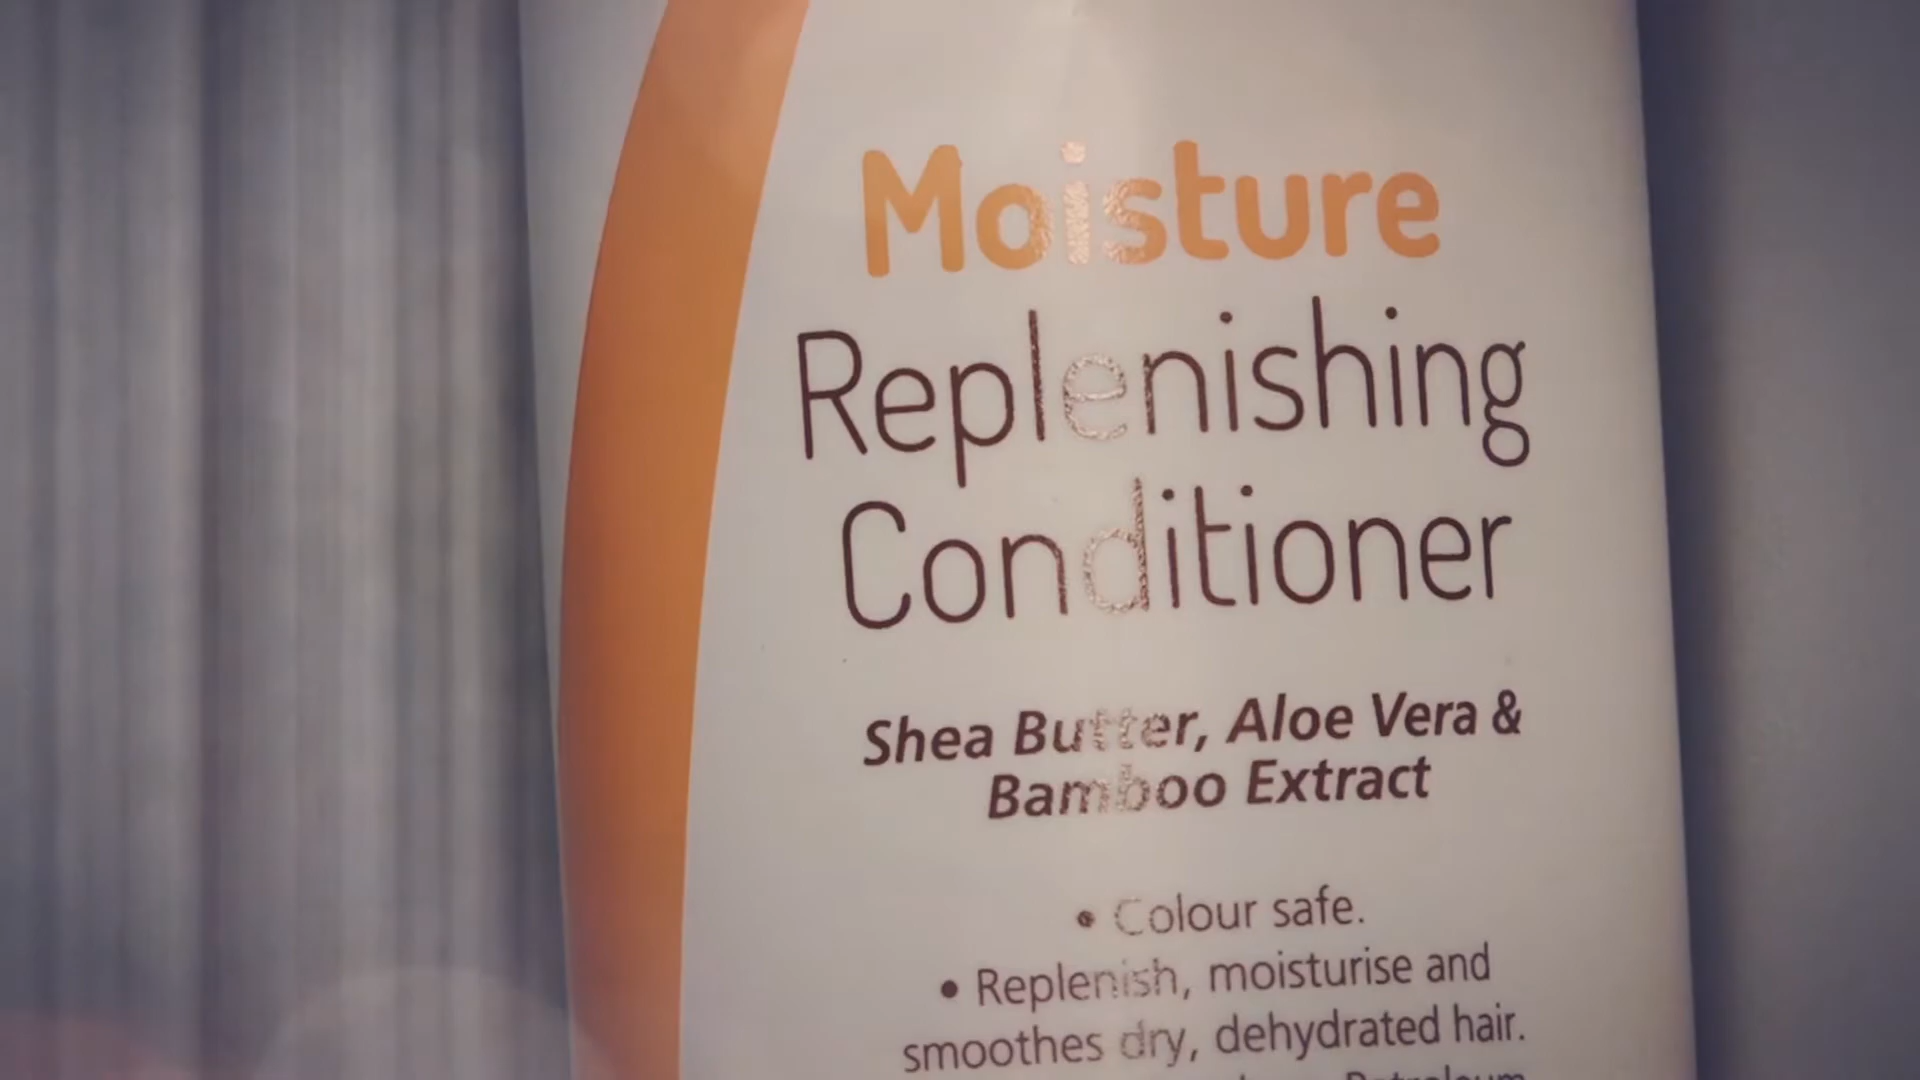 Moisture
Replenishing
Conditioner
Shea Butter, Aloe Vera &
Bamboo Extract
• Colour safe.
• Replenish, moisturise and
smoothes dry, dehydrated hair.